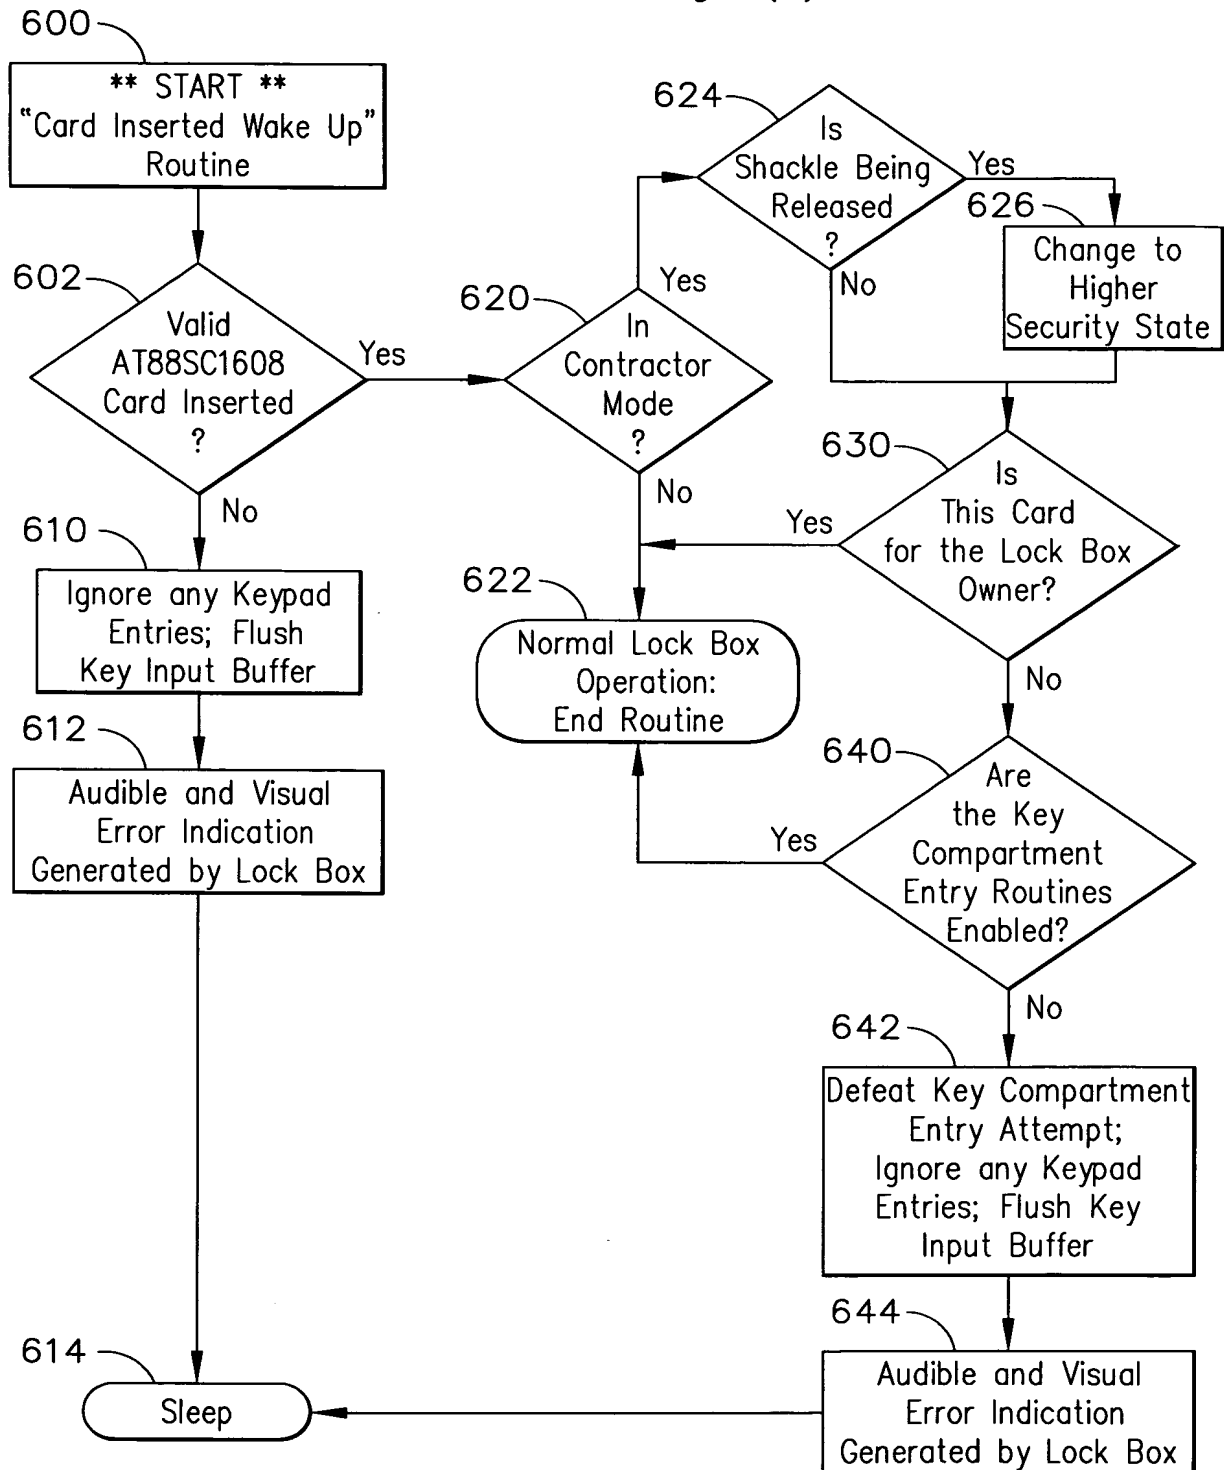 600
** START **
"Card Inserted Wake Up"
Routine
602
Valid
AT88SC1608
Card Inserted
?
Yes
No
610
Ignore any Keypad
Entries; Flush
Key Input Buffer
612
Audible and Visual
Error Indication
Generated by Lock Box
614
Sleep
620
In
Contractor
Mode
?
Yes
No
622
Normal Lock Box
Operation:
End Routine
624
Is
Shackle Being
Released
?
Yes
No
626
Change to
Higher
Security State
630
Is
This Card
for the Lock Box
Owner?
Yes
No
640
Are
the Key
Compartment
Entry Routines
Enabled?
Yes
No
642
Defeat Key Compartment
Entry Attempt;
Ignore any Keypad
Entries; Flush Key
Input Buffer
644
Audible and Visual
Error Indication
Generated by Lock Box